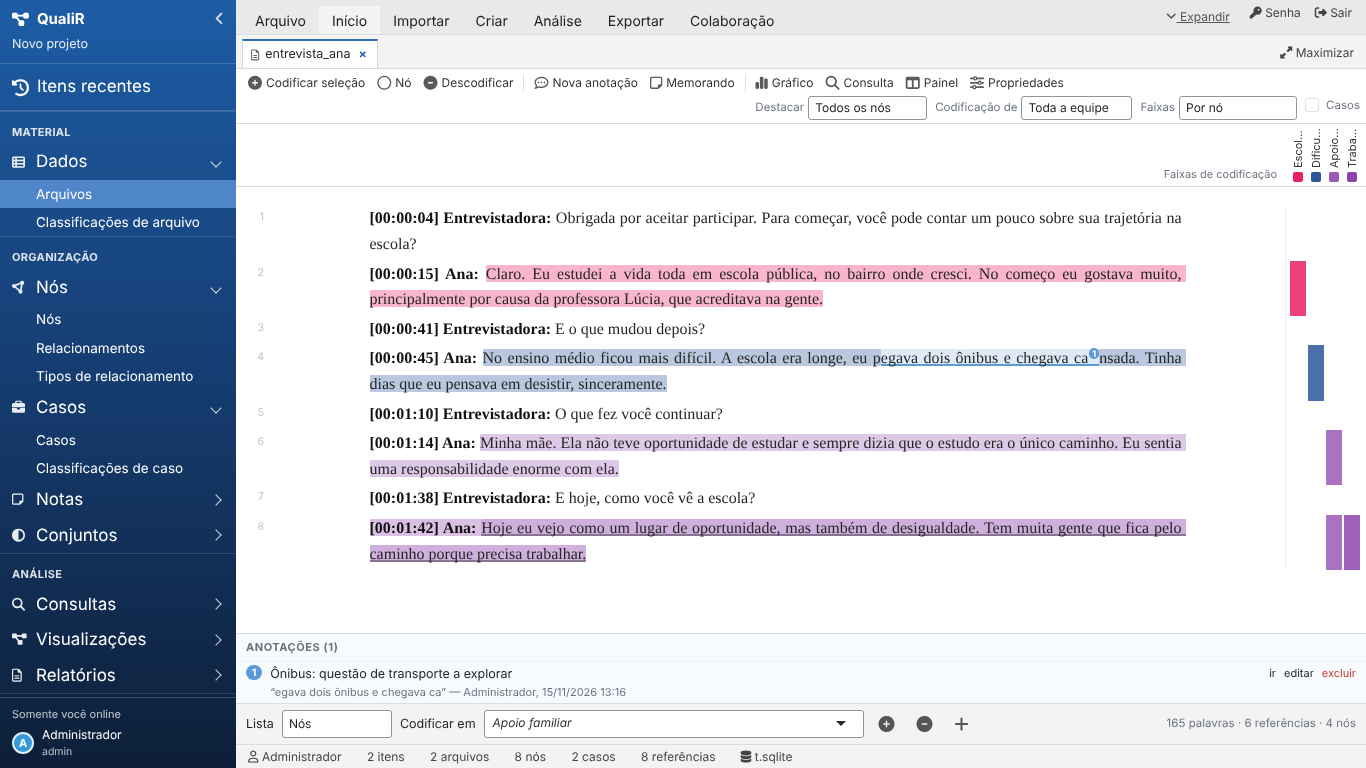 QualiR
Novo projeto
Itens recentes
MATERIAL
Dados
Arquivos
Classificações de arquivo
ORGANIZAÇÃO
Nós
Nós
Relacionamentos
Tipos de relacionamento
Casos
Casos
Classificações de caso
Notas
Conjuntos
ANÁLISE
Consultas
Visualizações
Relatórios
Somente você online
A
Administrador
admin
Arquivo Início Importar Criar Análise Exportar Colaboração
Expandir Senha Sair
entrevista_ana ×
Maximizar
Codificar seleção Nó Descodificar Nova anotação Memorando Gráfico Consulta Painel Propriedades
Destacar Todos os nós Codificação de Toda a equipe Faixas Por nó Casos
Faixas de codificação
Escol...
Dificu...
Apoio...
Traba...
1 [00:00:04] Entrevistadora: Obrigada por aceitar participar. Para começar, você pode contar um pouco sobre sua trajetória na
escola?
2 [00:00:15] Ana: Claro. Eu estudei a vida toda em escola pública, no bairro onde cresci. No começo eu gostava muito,
principalmente por causa da professora Lúcia, que acreditava na gente.
3 [00:00:41] Entrevistadora: E o que mudou depois?
4 [00:00:45] Ana: No ensino médio ficou mais difícil. A escola era longe, eu pegava dois ônibus e chegava ca1nsada. Tinha
dias que eu pensava em desistir, sinceramente.
5 [00:01:10] Entrevistadora: O que fez você continuar?
6 [00:01:14] Ana: Minha mãe. Ela não teve oportunidade de estudar e sempre dizia que o estudo era o único caminho. Eu sentia
uma responsabilidade enorme com ela.
7 [00:01:38] Entrevistadora: E hoje, como você vê a escola?
8 [00:01:42] Ana: Hoje eu vejo como um lugar de oportunidade, mas também de desigualdade. Tem muita gente que fica pelo
caminho porque precisa trabalhar.
ANOTAÇÕES (1)
1 Ônibus: questão de transporte a explorar ir editar excluir
“egava dois ônibus e chegava ca” — Administrador, 15/11/2026 13:16
Lista Nós Codificar em Apoio familiar 165 palavras · 6 referências · 4 nós
Administrador 2 itens 2 arquivos 8 nós 2 casos 8 referências t.sqlite